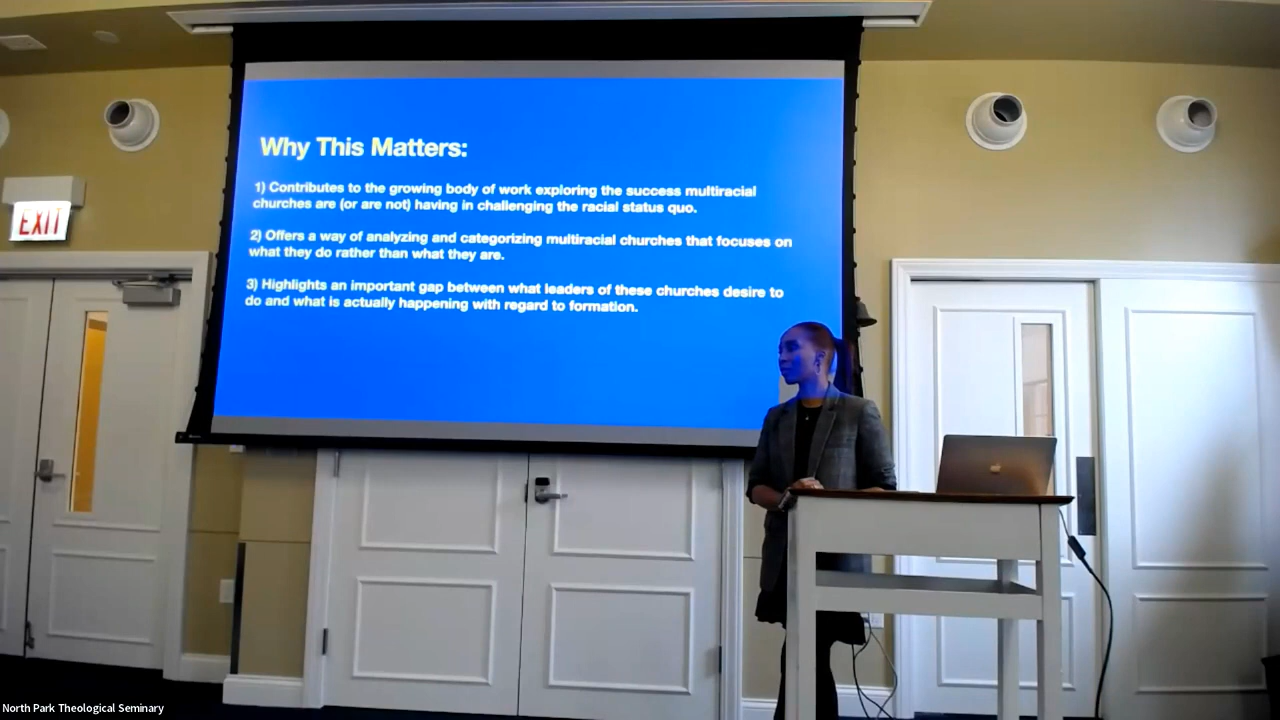 Why This Matters:
1) Contributes to the growing body of work exploring the success multiracial
churches are (or are not) having in challenging the racial status quo.
2) Offers a way of analyzing and categorizing multiracial churches that focuses on
what they do rather than what they are.
3) Highlights an important gap between what leaders of these churches desire to
do and what is actually happening with regard to formation.
EXIT
North Park Theological Seminary